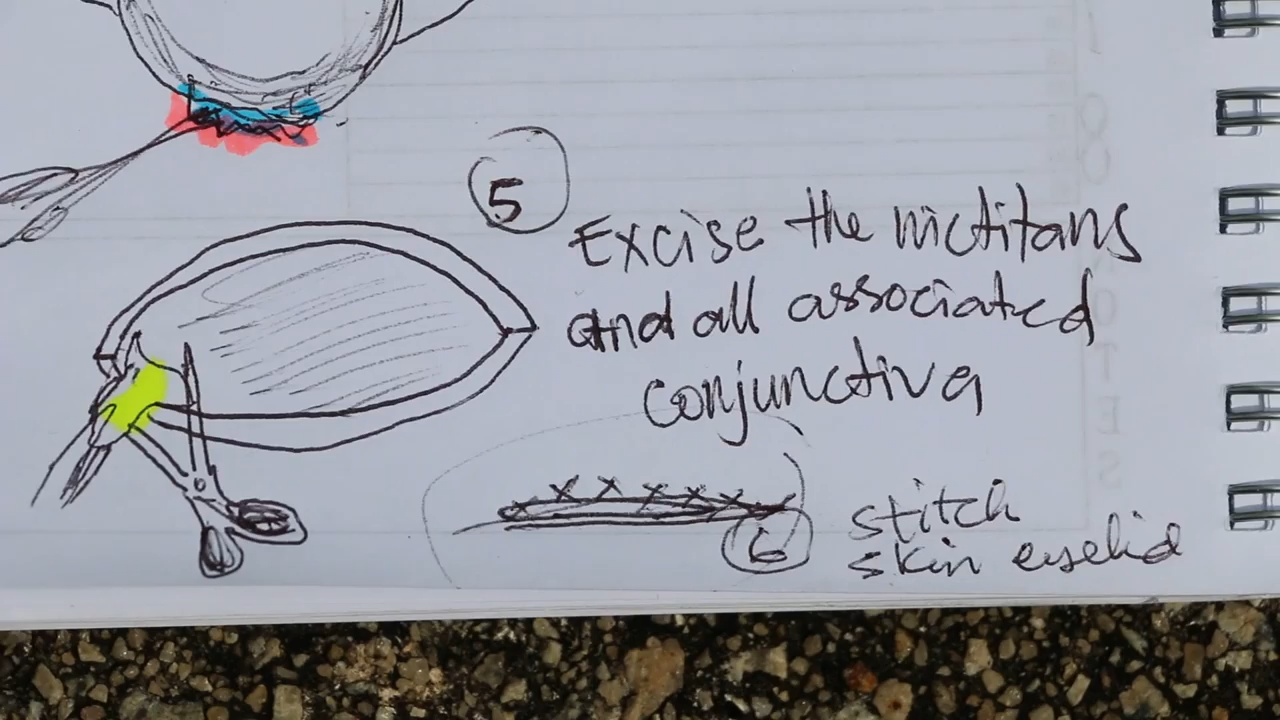 5
Excise the nictitans
and all associated
conjunctiva
6
stitch
skin eyelid